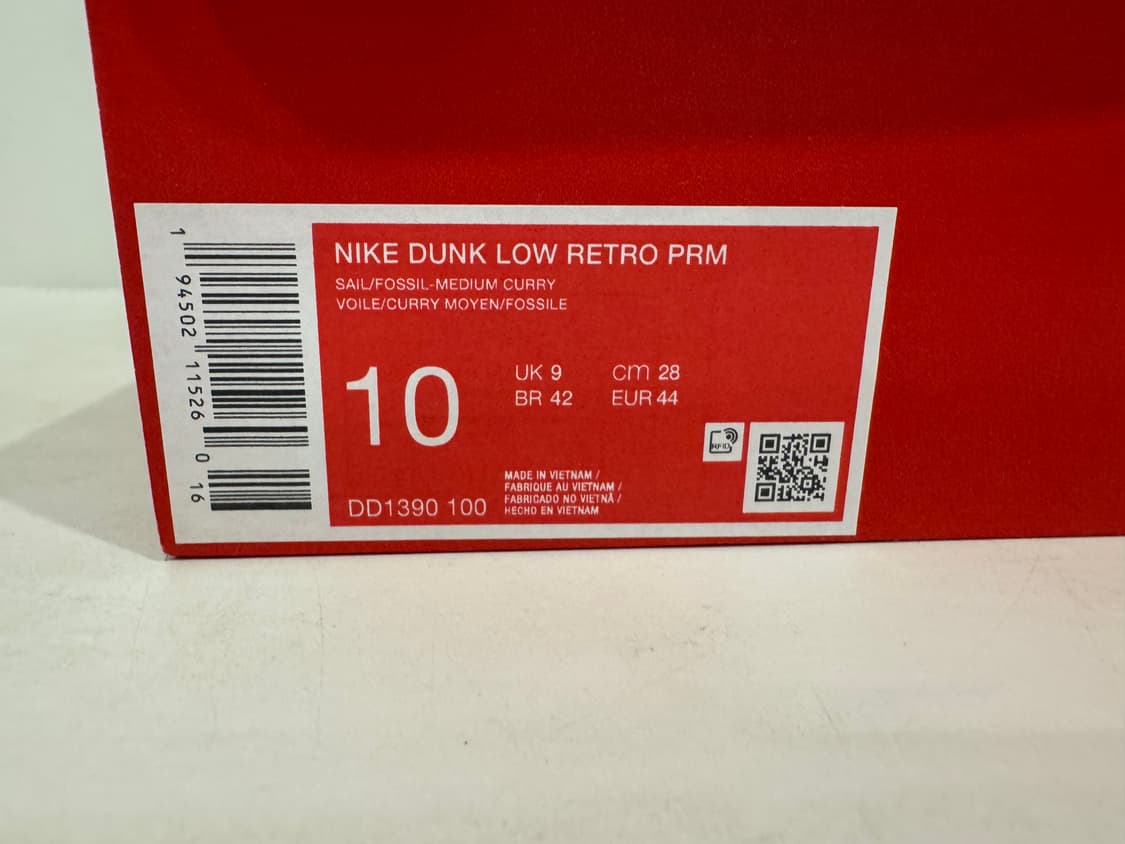 1 94502 11526 0 16
NIKE DUNK LOW RETRO PRM
SAIL/FOSSIL-MEDIUM CURRY
VOILE/CURRY MOYEN/FOSSILE
10
UK 9 cm 28
BR 42 EUR 44
RFID
DD1390 100
MADE IN VIETNAM /
FABRIQUE AU VIETNAM /
FABRICADO NO VIETNÃ /
HECHO EN VIETNAM